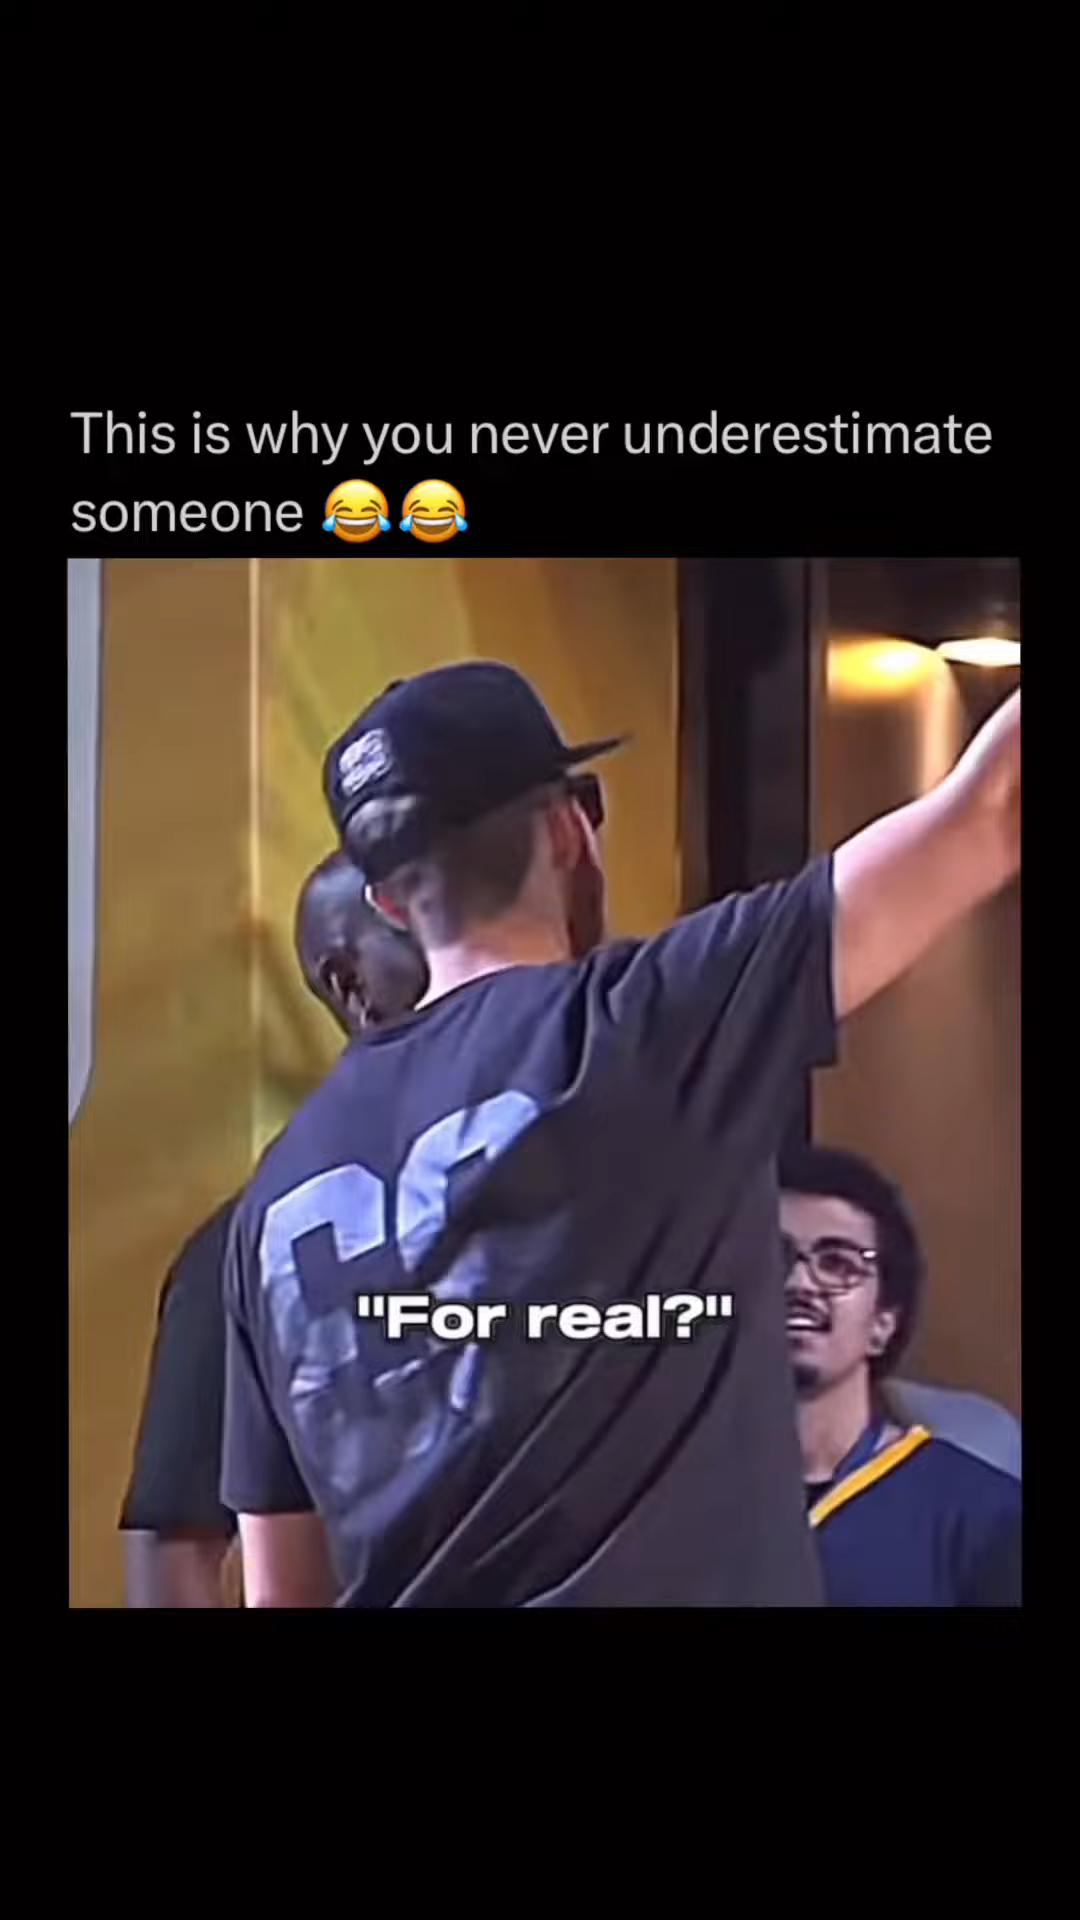 This is why you never underestimate
someone 😂😂
"For real?"